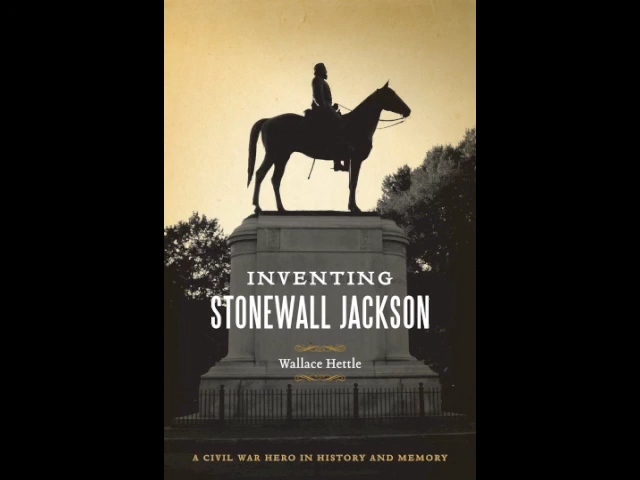 INVENTING
STONEWALL JACKSON
Wallace Hettle
A CIVIL WAR HERO IN HISTORY AND MEMORY